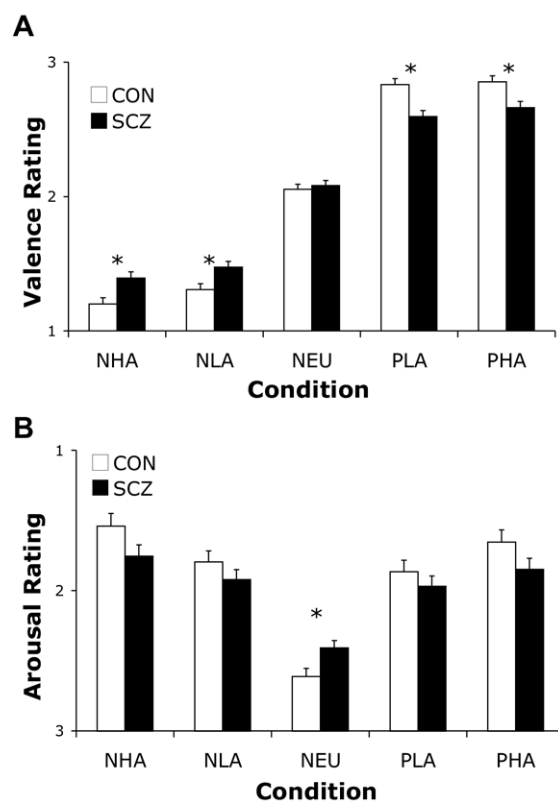 A
3
2
1
Valence Rating
CON
SCZ
*
*
*
*
NHA NLA NEU PLA PHA
Condition
B
1
2
3
Arousal Rating
CON
SCZ
*
NHA NLA NEU PLA PHA
Condition